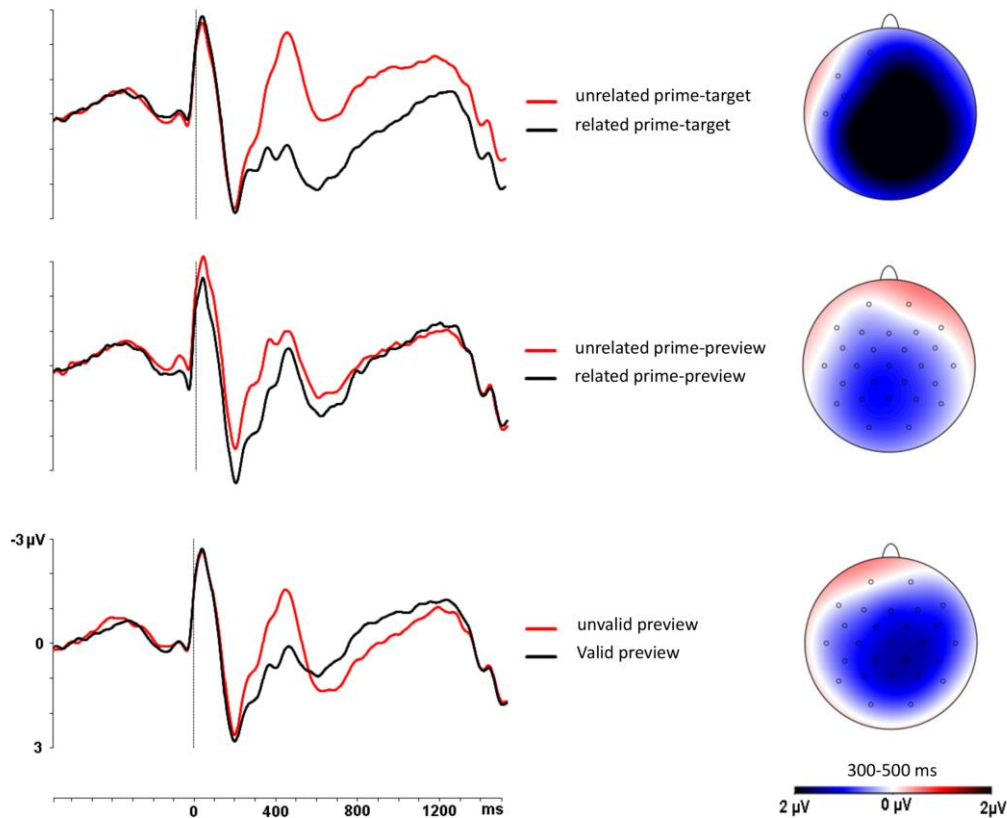 unrelated prime-target
related prime-target
unrelated prime-preview
related prime-preview
-3 µV
0
3
unvalid preview
Valid preview
0 400 800 1200 ms
300-500 ms
2 µV 0 µV 2µV